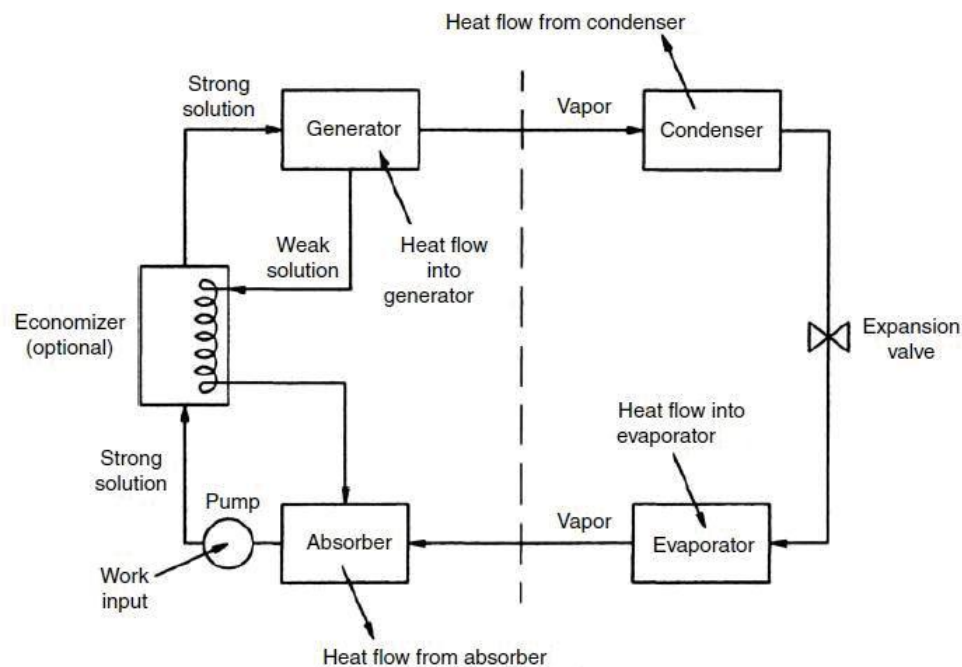 Heat flow from condenser
Strong
solution
Generator
Vapor
Condenser
Weak
solution
Heat flow
into
generator
Economizer
(optional)
Expansion
valve
Heat flow into
evaporator
Strong
solution
Pump
Absorber
Vapor
Evaporator
Work
input
Heat flow from absorber